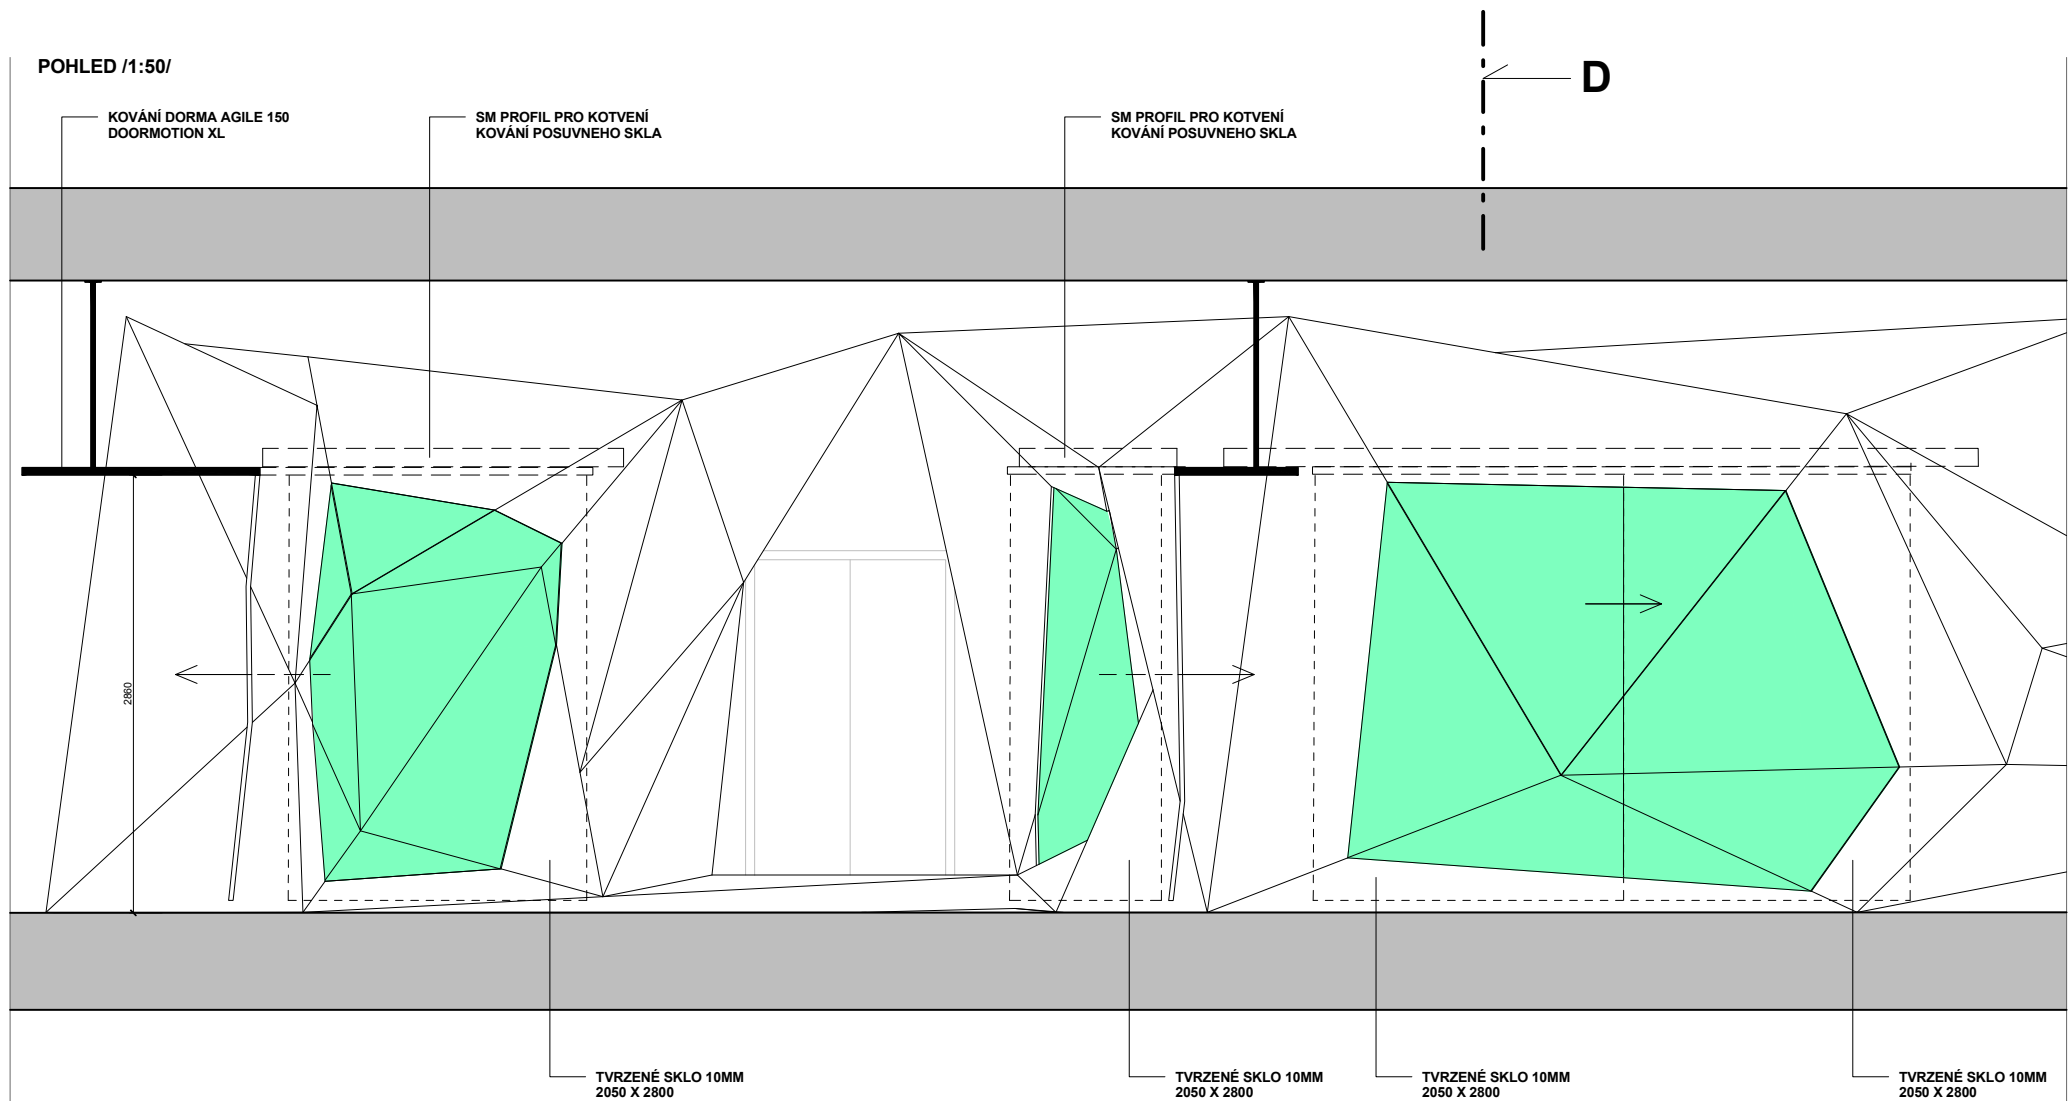 POHLED /1:50/
D
KOVÁNÍ DORMA AGILE 150
DOORMOTION XL
SM PROFIL PRO KOTVENÍ
KOVÁNÍ POSUVNEHO SKLA
SM PROFIL PRO KOTVENÍ
KOVÁNÍ POSUVNEHO SKLA
2860
TVRZENÉ SKLO 10MM
2050 X 2800
TVRZENÉ SKLO 10MM
2050 X 2800
TVRZENÉ SKLO 10MM
2050 X 2800
TVRZENÉ SKLO 10MM
2050 X 2800